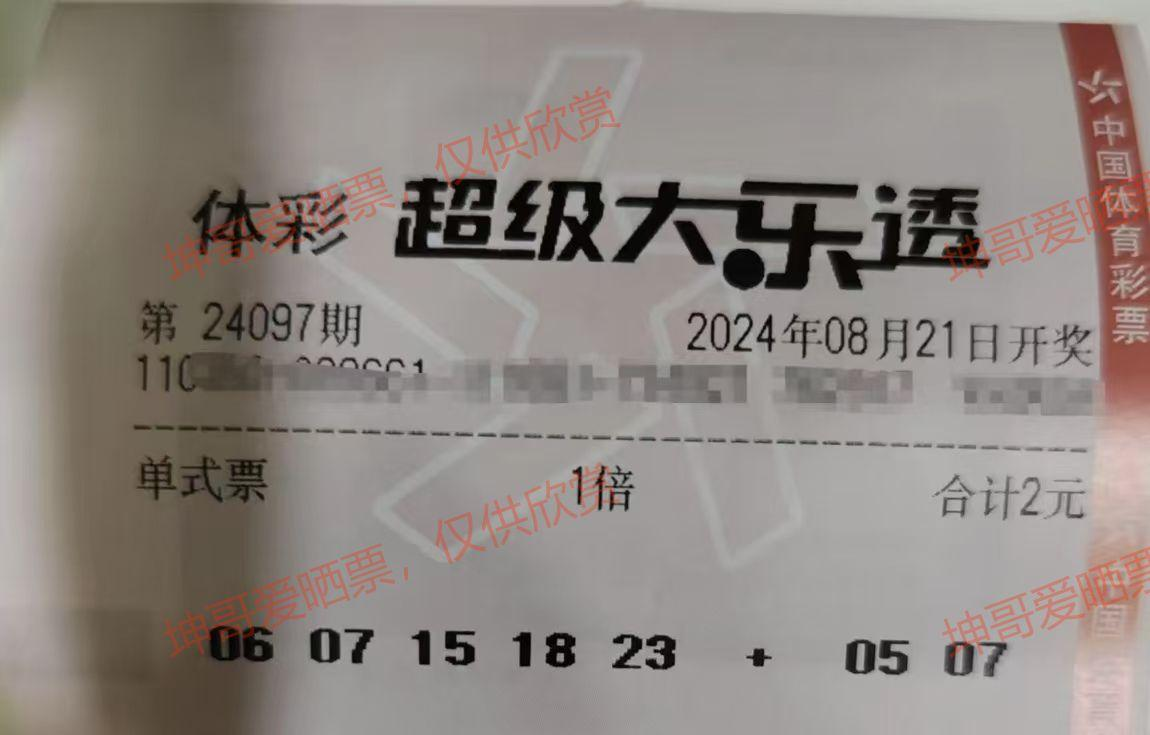 体彩 超级大乐透
第 24097期 2024年08月21日开奖
110
单式票 1倍 合计2元
06 07 15 18 23 + 05 07
中国体育彩票
坤哥爱晒票，仅供欣赏
坤哥爱晒票
坤哥爱晒票，仅供欣赏
坤哥爱晒票